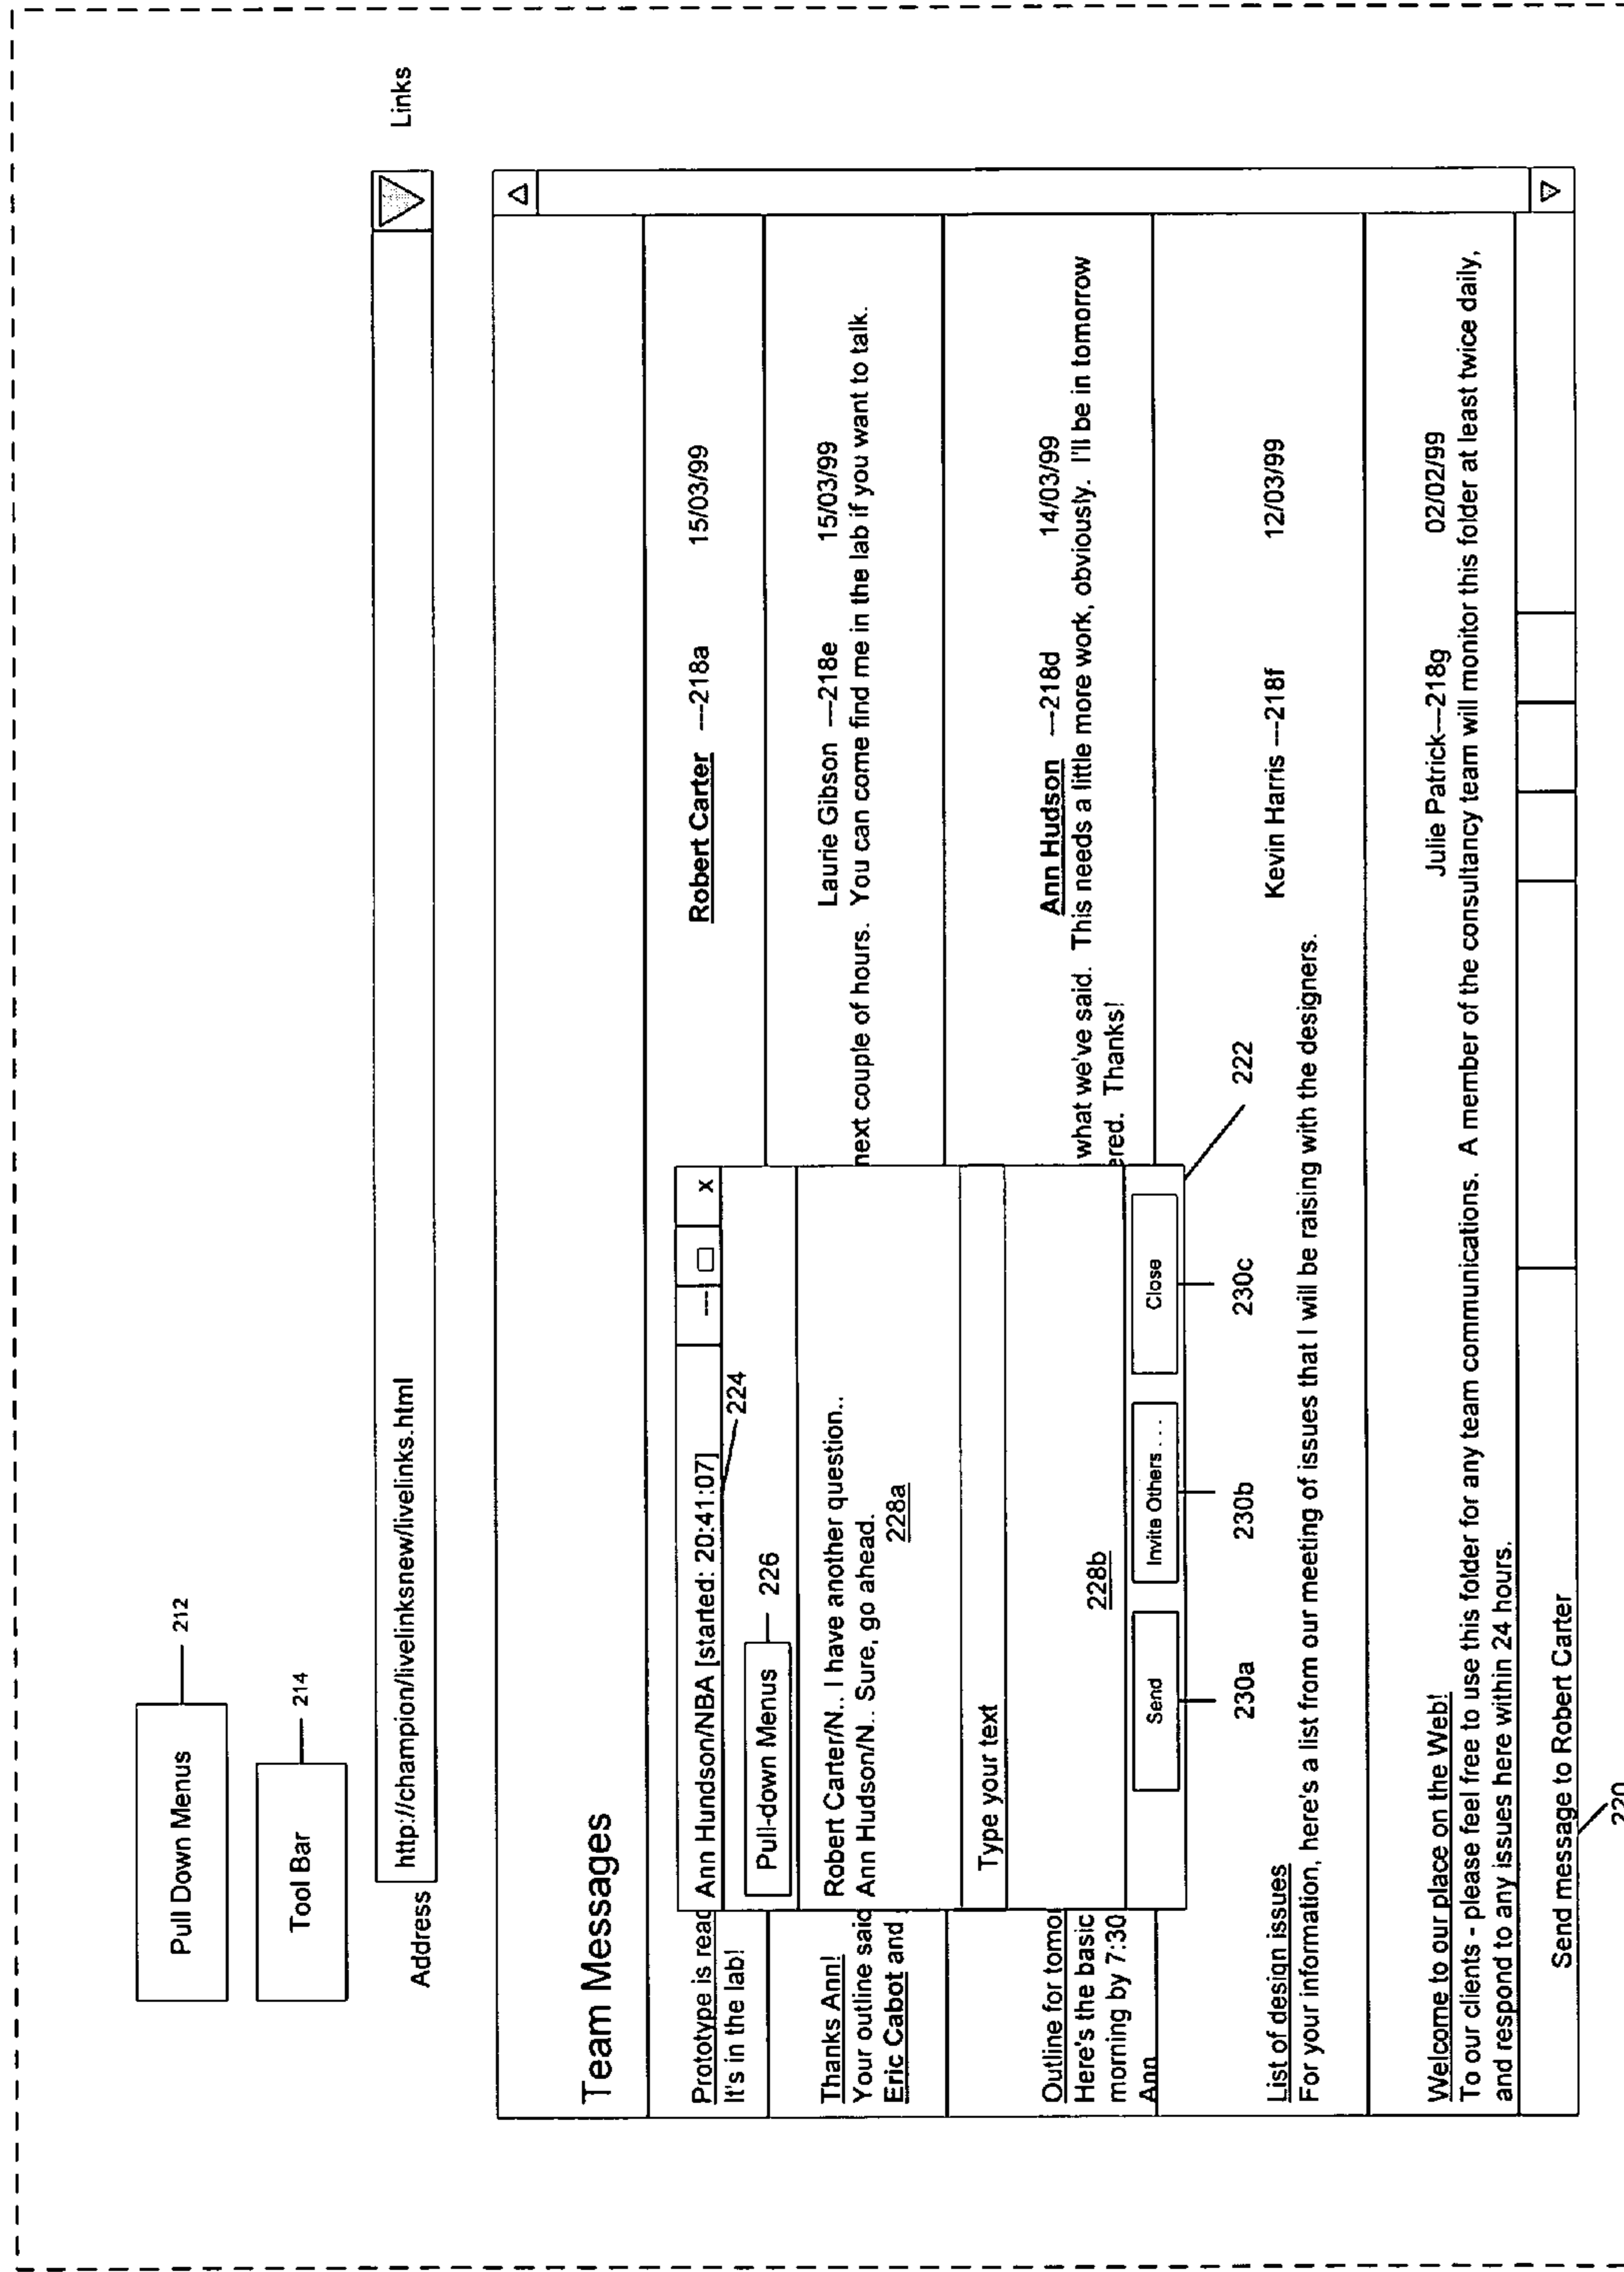 Pull Down Menus
212
Tool Bar
214
Address
http://champion/livelinksnew/livelinks.html
Links
Team Messages
Prototype is read
Robert Carter ---218a
15/03/99
It's in the lab!
Thanks Ann!
Laurie Gibson ---218e
15/03/99
Your outline said
next couple of hours. You can come find me in the lab if you want to talk.
Eric Cabot and
Outline for tomo
Ann Hudson ---218d
14/03/99
Here's the basic
what we've said. This needs a little more work, obviously. I'll be in tomorrow
morning by 7:30
ered. Thanks!
Ann
List of design issues
Kevin Harris ---218f
12/03/99
For your information, here's a list from our meeting of issues that I will be raising with the designers.
Welcome to our place on the Web!
Julie Patrick---218g
02/02/99
To our clients - please feel free to use this folder for any team communications. A member of the consultancy team will monitor this folder at least twice daily,
and respond to any issues here within 24 hours.
Send message to Robert Carter
220
Ann Hundson/NBA [started: 20:41:07]
--- x
224
Pull-down Menus
226
Robert Carter/N.. I have another question..
Ann Hudson/N.. Sure, go ahead.
228a
Type your text
228b
Send
Invite Others . . .
Close
222
230a
230b
230c